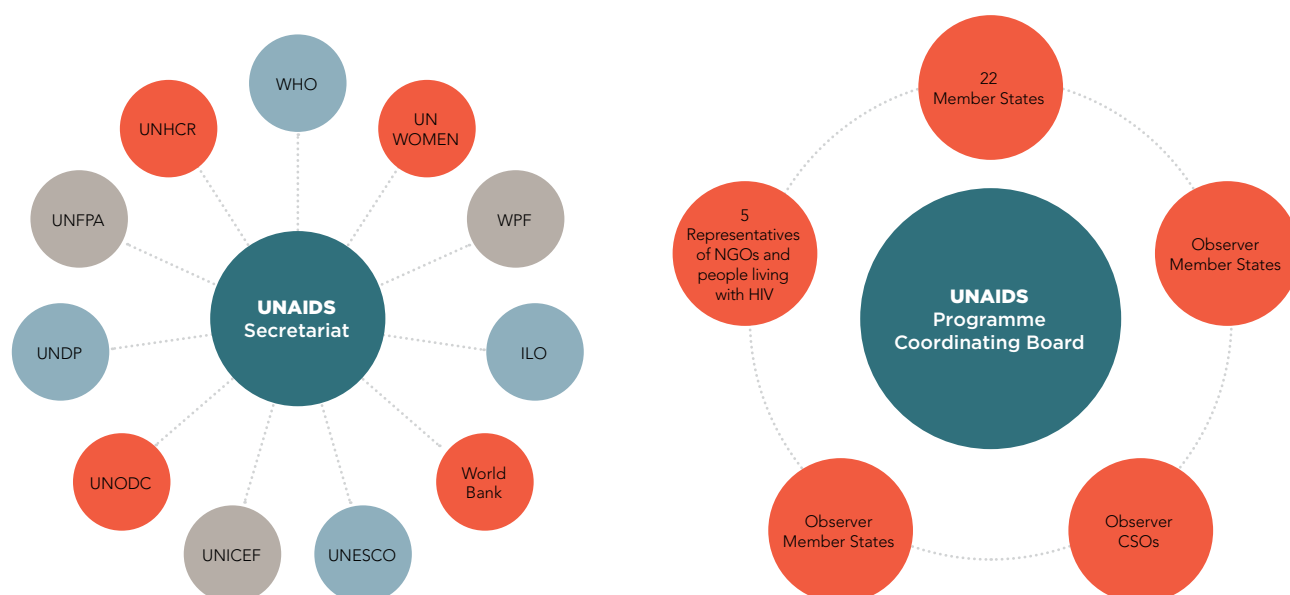 WHO
UN
WOMEN
WPF
ILO
World
Bank
UNESCO
UNICEF
UNODC
UNDP
UNFPA
UNHCR
UNAIDS
Secretariat
22
Member States
Observer
Member States
Observer
CSOs
Observer
Member States
5
Representatives
of NGOs and
people living
with HIV
UNAIDS
Programme
Coordinating Board